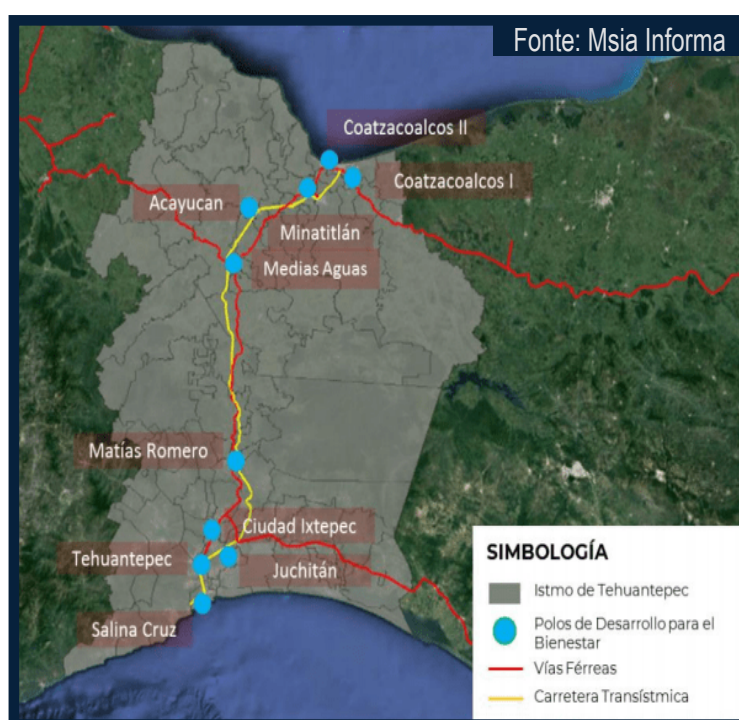 Fonte: Msia Informa
Coatzacoalcos II
Coatzacoalcos I
Acayucan
Minatitlán
Medias Aguas
Matías Romero
Ciudad Ixtepec
Tehuantepec
Juchitán
Salina Cruz
SIMBOLOGÍA
Istmo de Tehuantepec
Polos de Desarrollo para el
Bienestar
Vías Férreas
Carretera Transístmica